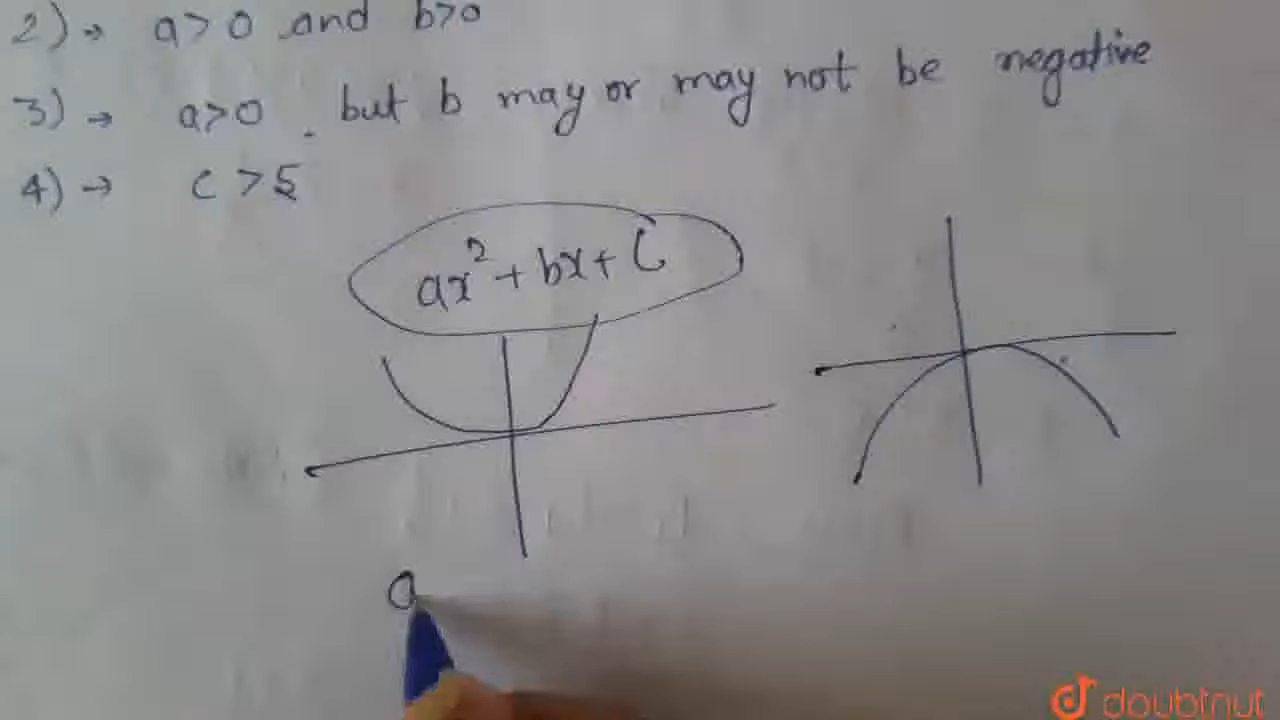 2) → a>0 and b>0
3) → a>0. but b may or may not be negative
4) → c>5
ax²+bx+c
a
doubtnut